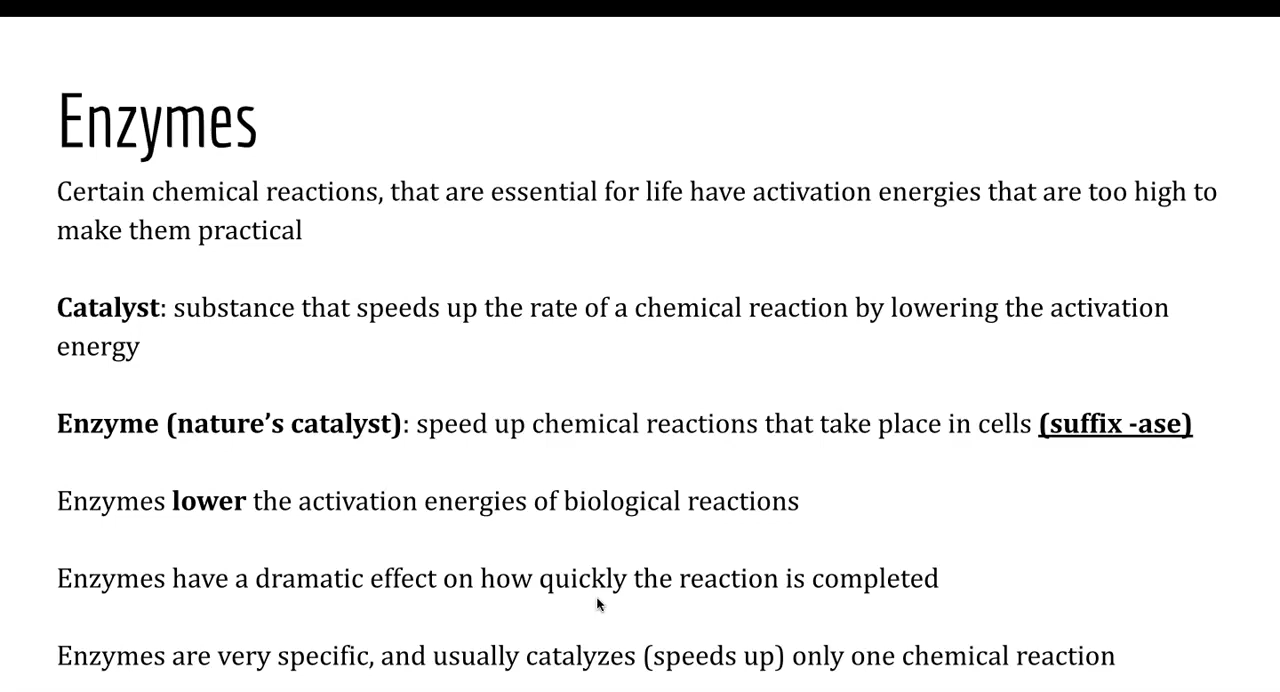 Enzymes
Certain chemical reactions, that are essential for life have activation energies that are too high to
make them practical
Catalyst: substance that speeds up the rate of a chemical reaction by lowering the activation
energy
Enzyme (nature’s catalyst): speed up chemical reactions that take place in cells (suffix -ase)
Enzymes lower the activation energies of biological reactions
Enzymes have a dramatic effect on how quickly the reaction is completed
Enzymes are very specific, and usually catalyzes (speeds up) only one chemical reaction